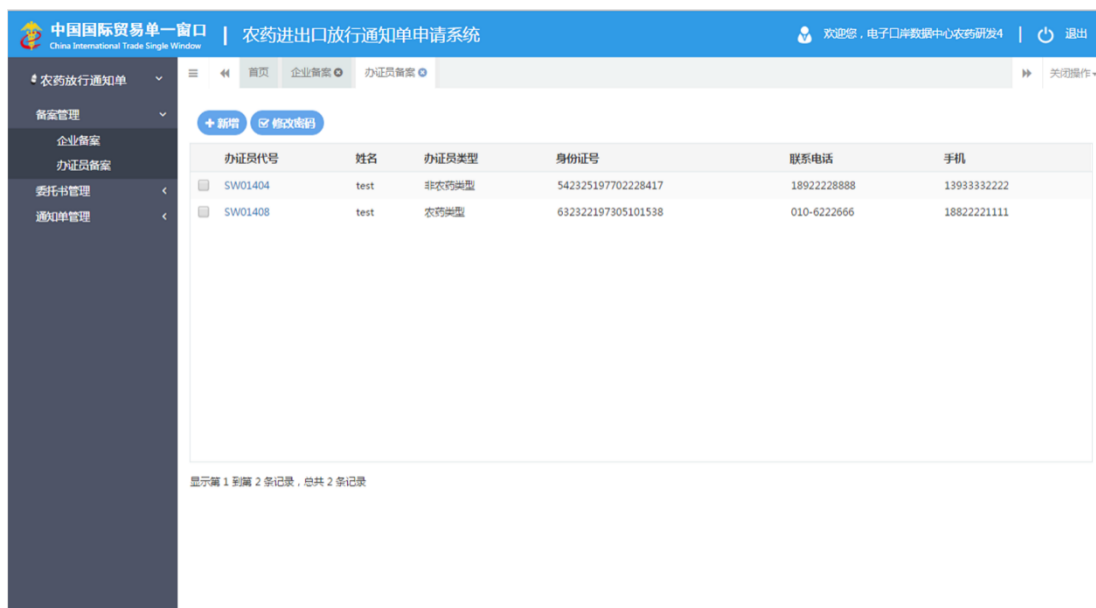 中国国际贸易单一窗口 | 农药进出口放行通知单申请系统 欢迎您，电子口岸数据中心农药研发4 | 退出
China International Trade Single Window
农药放行通知单 首页 企业备案 办证员备案 关闭操作
备案管理
企业备案
办证员备案
委托书管理
通知单管理
新增 修改密码
办证员代号 姓名 办证员类型 身份证号 联系电话 手机
SW01404 test 非农药类型 542325197702228417 18922228888 13933332222
SW01408 test 农药类型 632322197305101538 010-6222666 18822221111
显示第 1 到第 2 条记录，总共 2 条记录